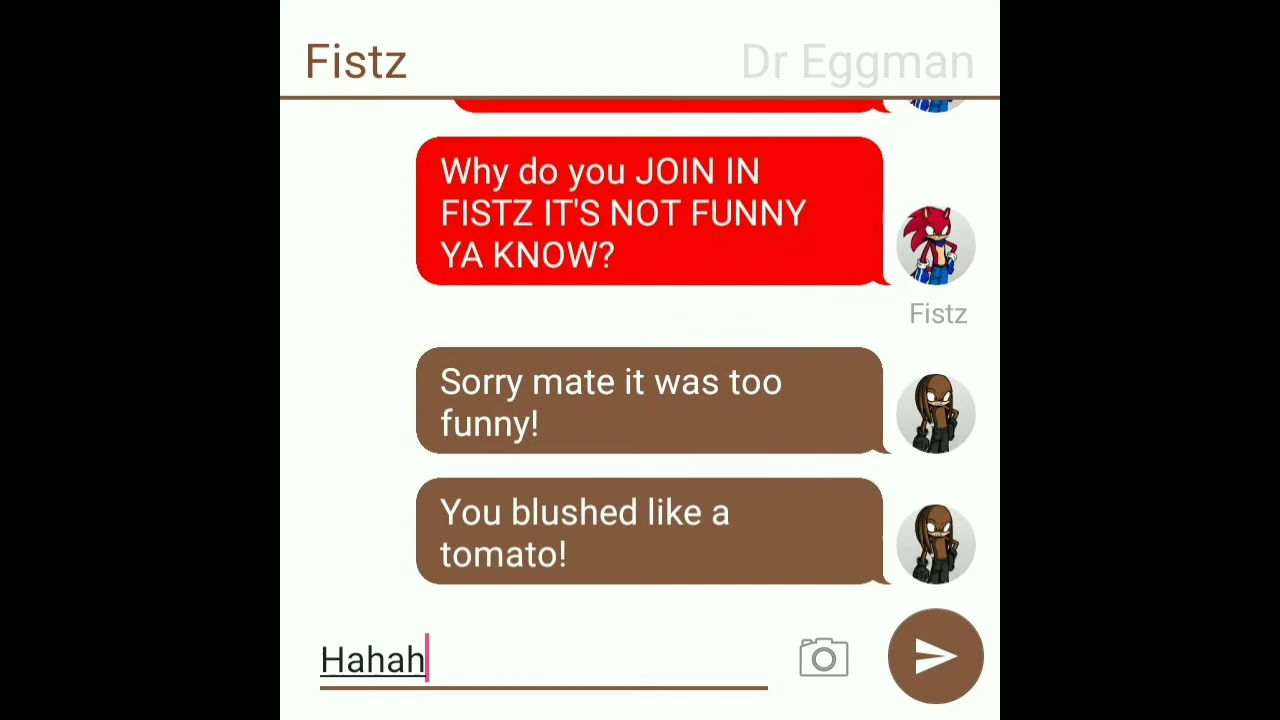 Fistz
Dr Eggman
Why do you JOIN IN
FISTZ IT'S NOT FUNNY
YA KNOW?
Fistz
Sorry mate it was too
funny!
You blushed like a
tomato!
Hahah